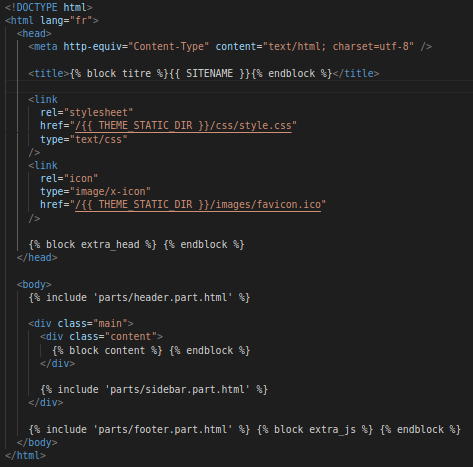 <!DOCTYPE html>
<html lang="fr">
  <head>
    <meta http-equiv="Content-Type" content="text/html; charset=utf-8" />

    <title>{% block titre %}{{ SITENAME }}{% endblock %}</title>

    <link
      rel="stylesheet"
      href="/{{ THEME_STATIC_DIR }}/css/style.css"
      type="text/css"
    />
    <link
      rel="icon"
      type="image/x-icon"
      href="/{{ THEME_STATIC_DIR }}/images/favicon.ico"
    />

    {% block extra_head %} {% endblock %}
  </head>

  <body>
    {% include 'parts/header.part.html' %}

    <div class="main">
      <div class="content">
        {% block content %} {% endblock %}
      </div>

      {% include 'parts/sidebar.part.html' %}
    </div>

    {% include 'parts/footer.part.html' %} {% block extra_js %} {% endblock %}
  </body>
</html>